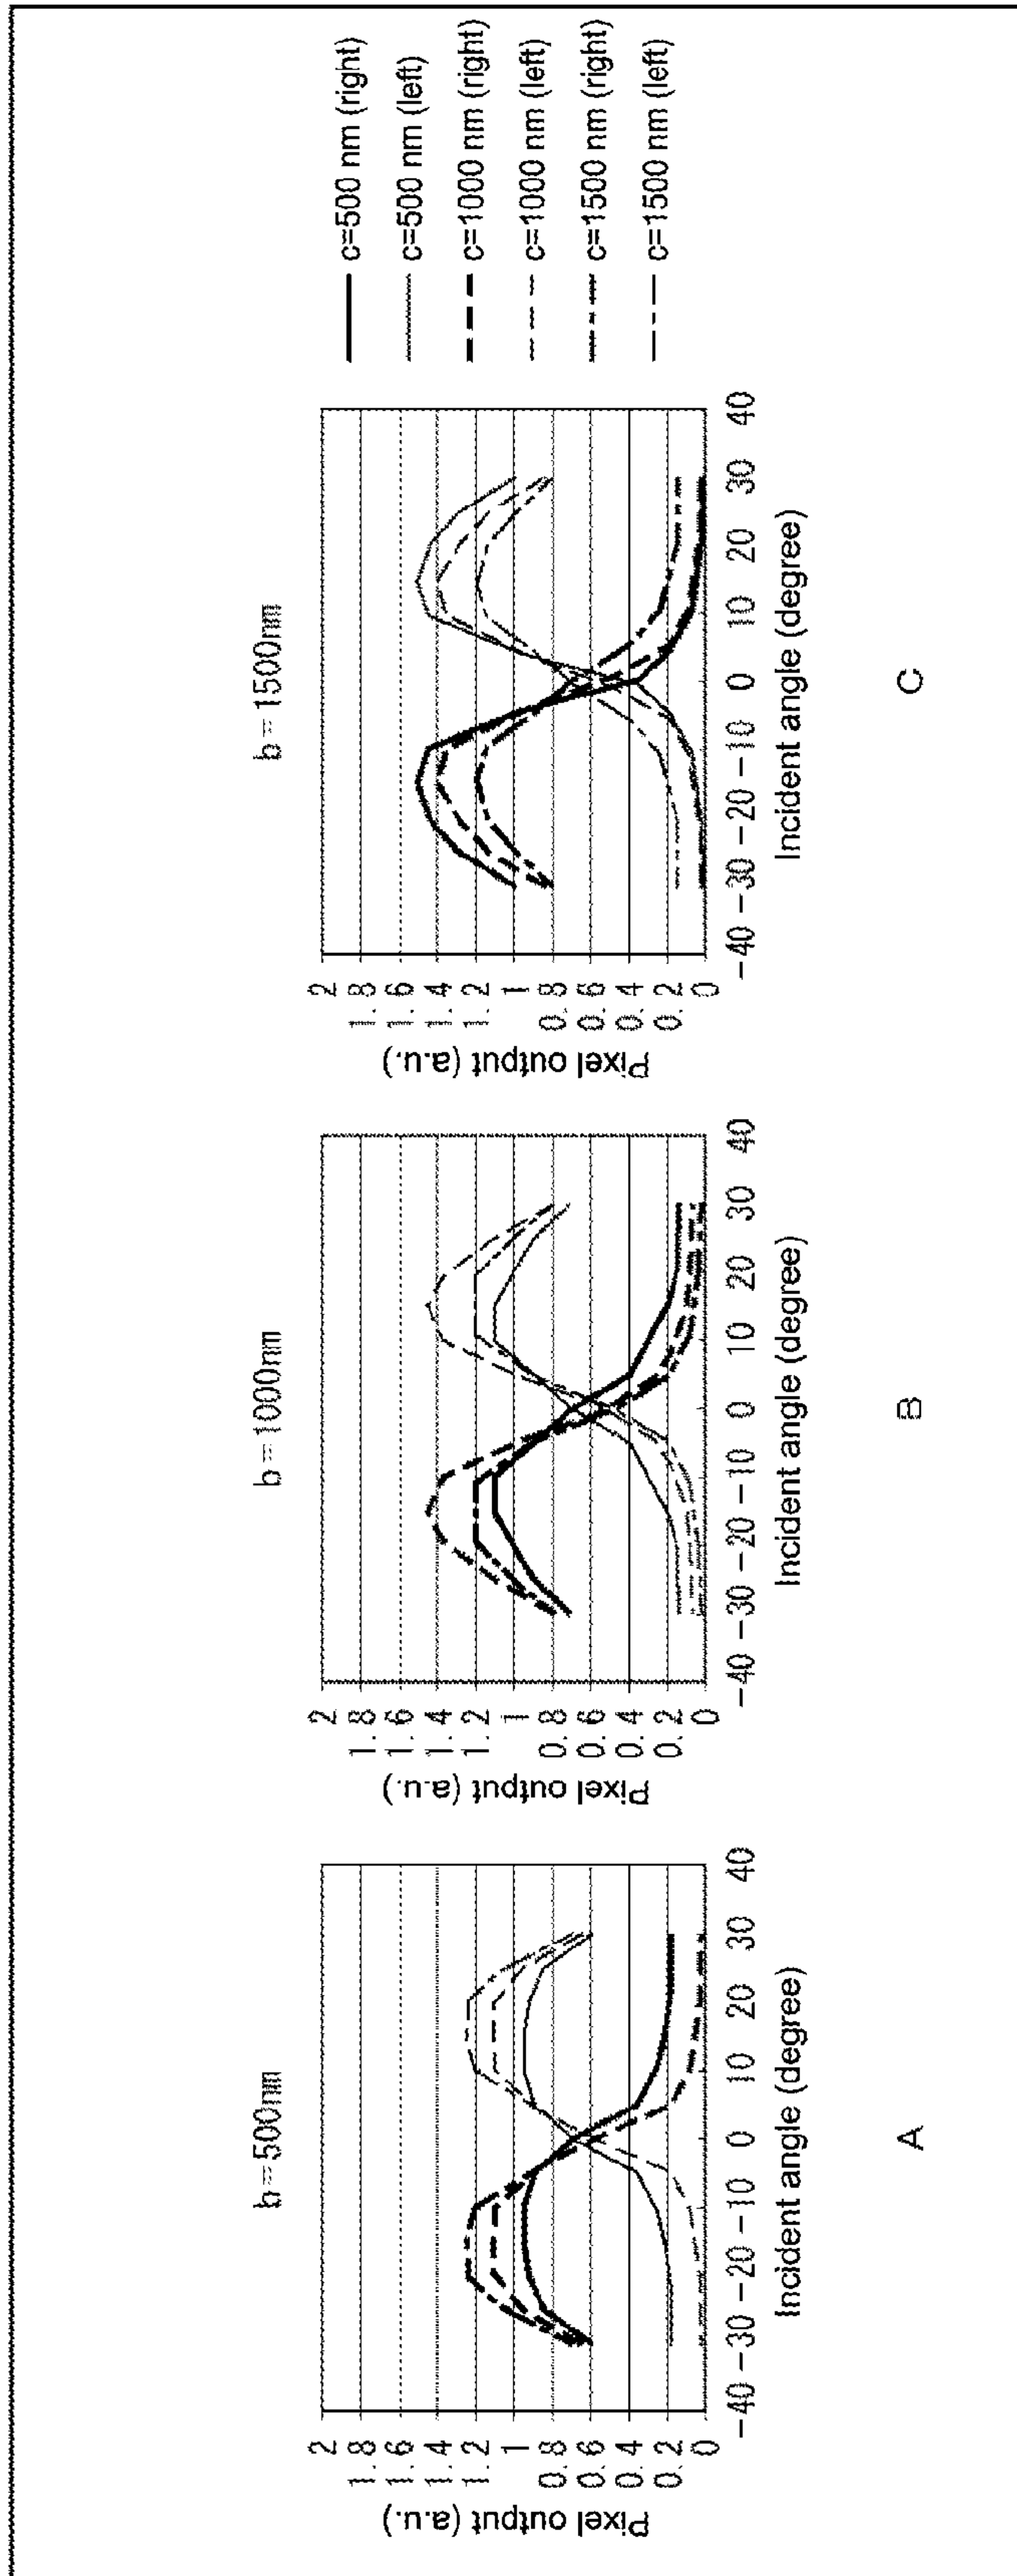 b=500nm
Pixel output (a.u.)
2
1.8
1.6
1.4
1.2
1
0.8
0.6
0.4
0.2
0
-40 -30 -20 -10 0 10 20 30 40
Incident angle (degree)
A
b=1000nm
Pixel output (a.u.)
2
1.8
1.6
1.4
1.2
1
0.8
0.6
0.4
0.2
0
-40 -30 -20 -10 0 10 20 30 40
Incident angle (degree)
B
b=1500nm
Pixel output (a.u.)
2
1.8
1.6
1.4
1.2
1
0.8
0.6
0.4
0.2
0
-40 -30 -20 -10 0 10 20 30 40
Incident angle (degree)
C
c=500 nm (right)
c=500 nm (left)
c=1000 nm (right)
c=1000 nm (left)
c=1500 nm (right)
c=1500 nm (left)